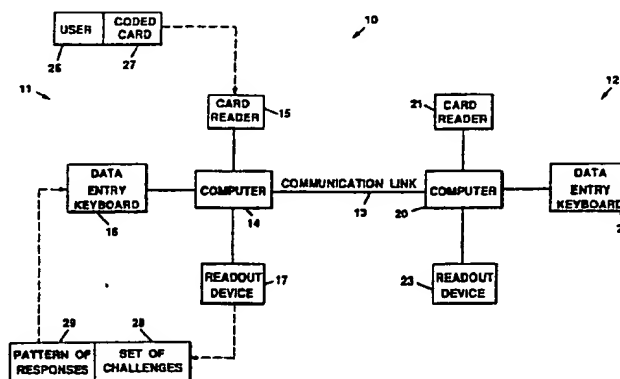 USER
CODED CARD
26
27
10
11
12
CARD READER
15
21
CARD READER
DATA ENTRY KEYBOARD
16
COMPUTER
14
COMMUNICATION LINK
13
COMPUTER
20
DATA ENTRY KEYBOARD
READOUT DEVICE
17
23
READOUT DEVICE
29
28
PATTERN OF RESPONSES
SET OF CHALLENGES